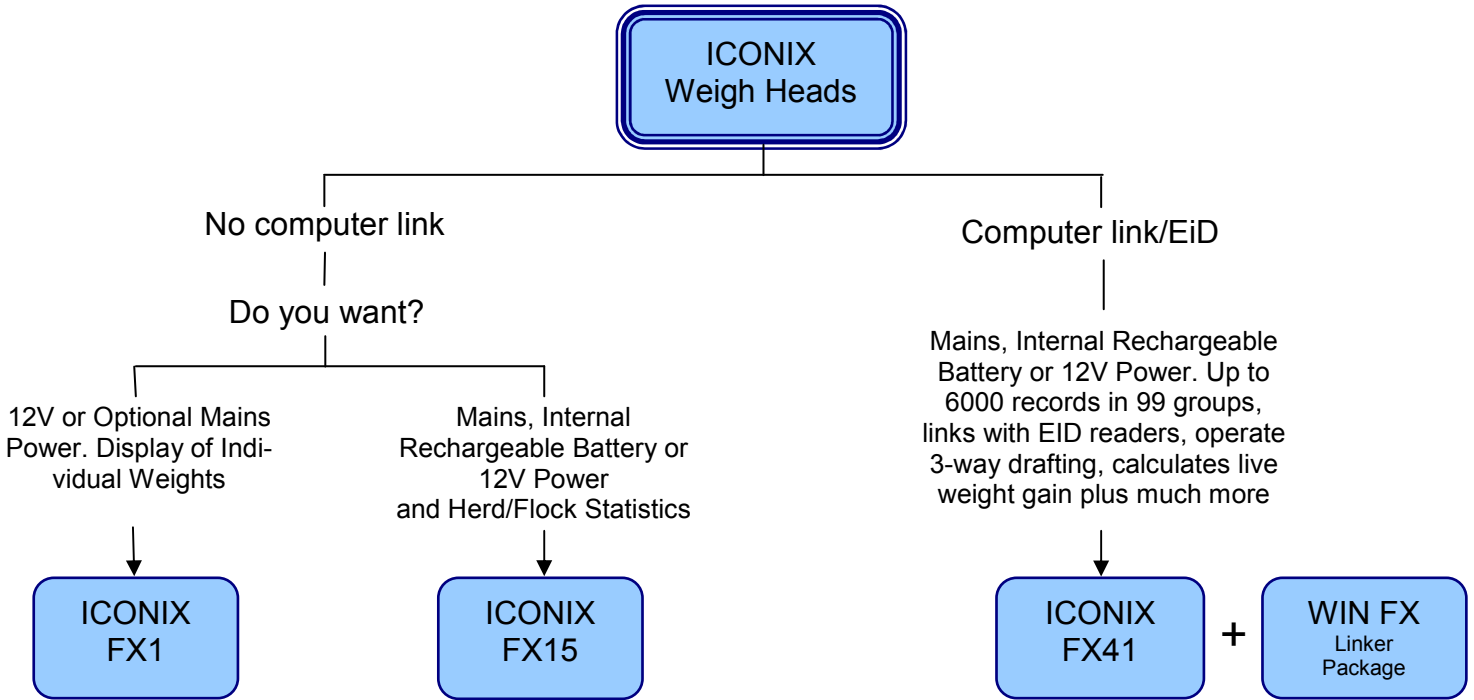 ICONIX
Weigh Heads
No computer link
Computer link/EiD
Do you want?
12V or Optional Mains
Power. Display of Indi-
vidual Weights
Mains, Internal
Rechargeable Battery or
12V Power
and Herd/Flock Statistics
Mains, Internal Rechargeable
Battery or 12V Power. Up to
6000 records in 99 groups,
links with EID readers, operate
3-way drafting, calculates live
weight gain plus much more
ICONIX
FX1
ICONIX
FX15
ICONIX
FX41
+
WIN FX
Linker
Package